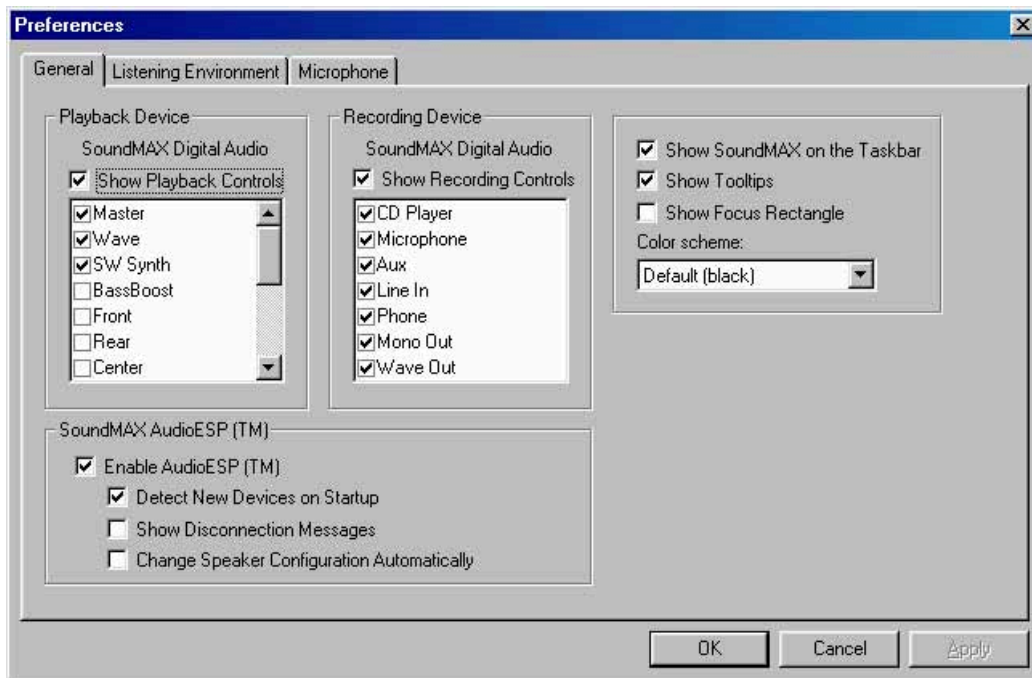 Preferences
General Listening Environment Microphone
Playback Device
SoundMAX Digital Audio
Show Playback Controls
Master
Wave
SW Synth
BassBoost
Front
Rear
Center
Recording Device
SoundMAX Digital Audio
Show Recording Controls
CD Player
Microphone
Aux
Line In
Phone
Mono Out
Wave Out
Show SoundMAX on the Taskbar
Show Tooltips
Show Focus Rectangle
Color scheme:
Default (black)
SoundMAX AudioESP (TM)
Enable AudioESP (TM)
Detect New Devices on Startup
Show Disconnection Messages
Change Speaker Configuration Automatically
OK Cancel Apply